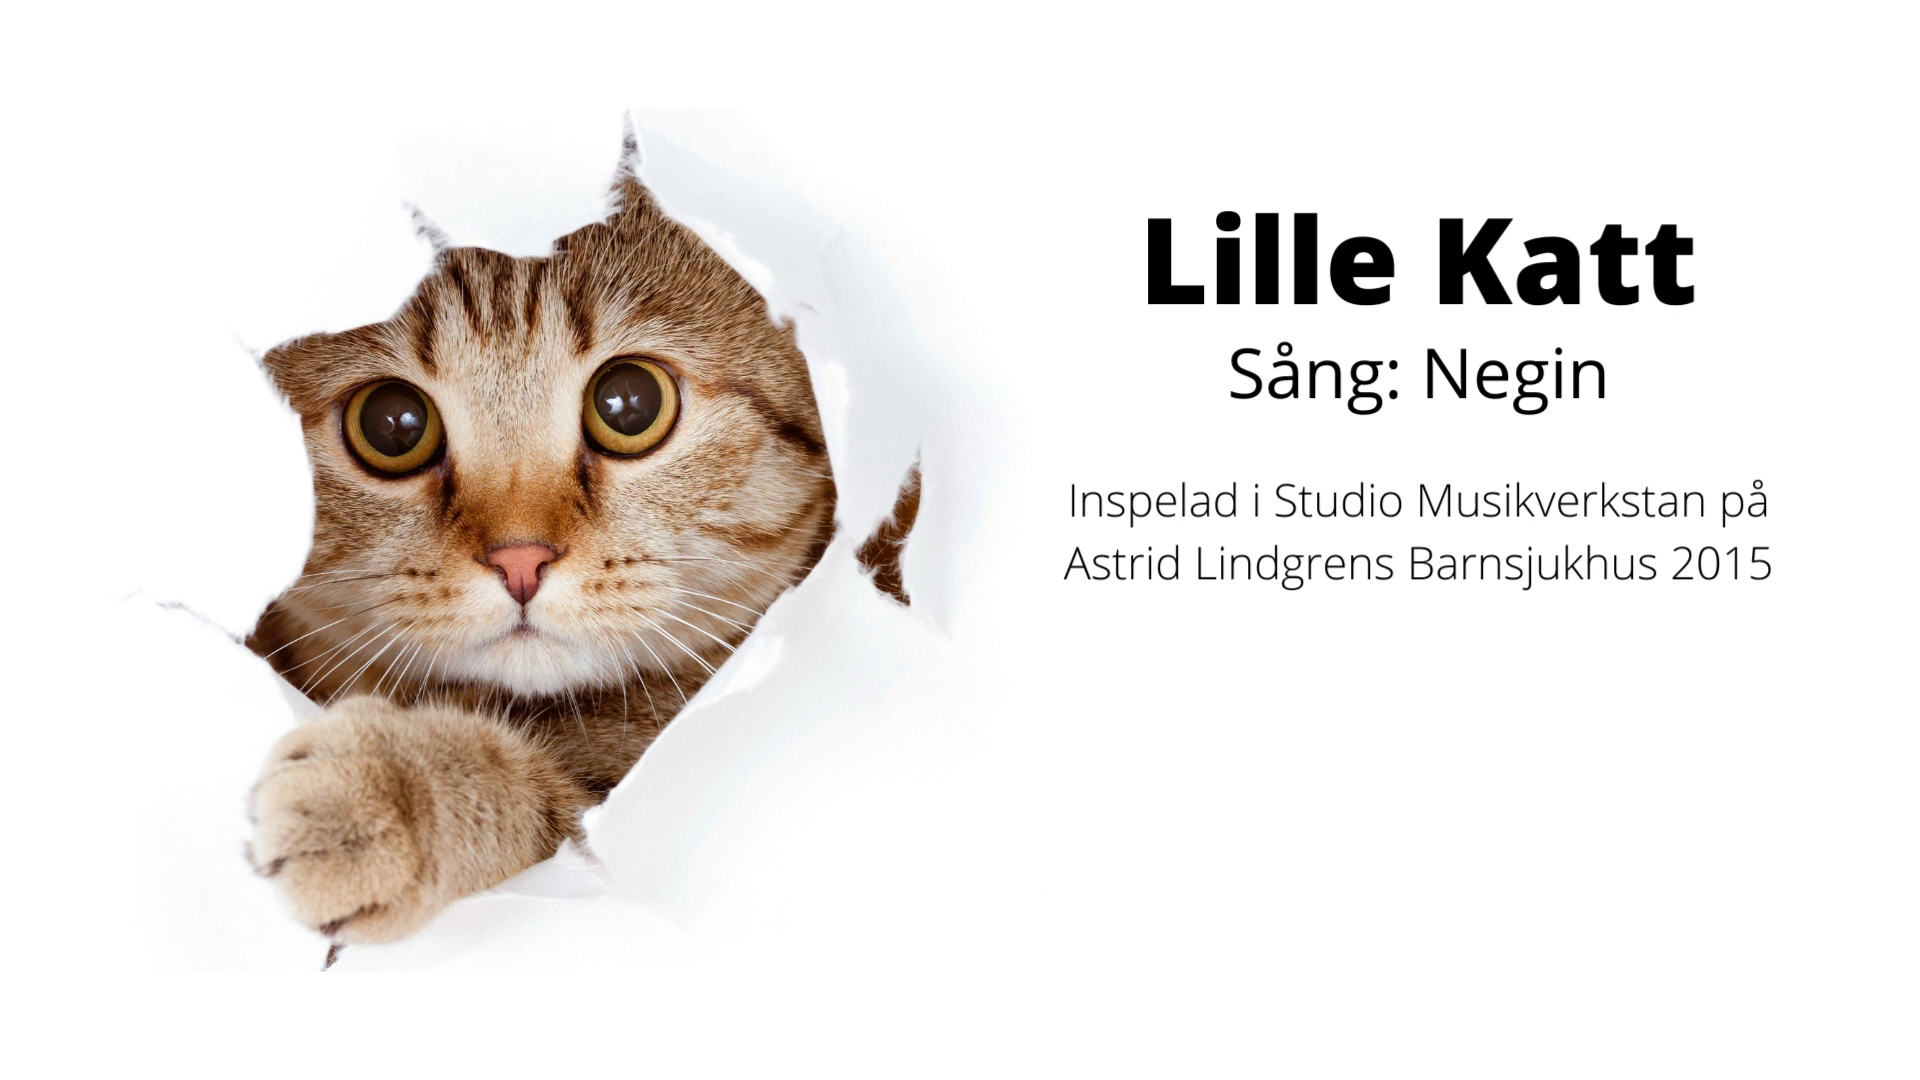 Lille Katt
Sång: Negin
Inspelad i Studio Musikverkstan på
Astrid Lindgrens Barnsjukhus 2015